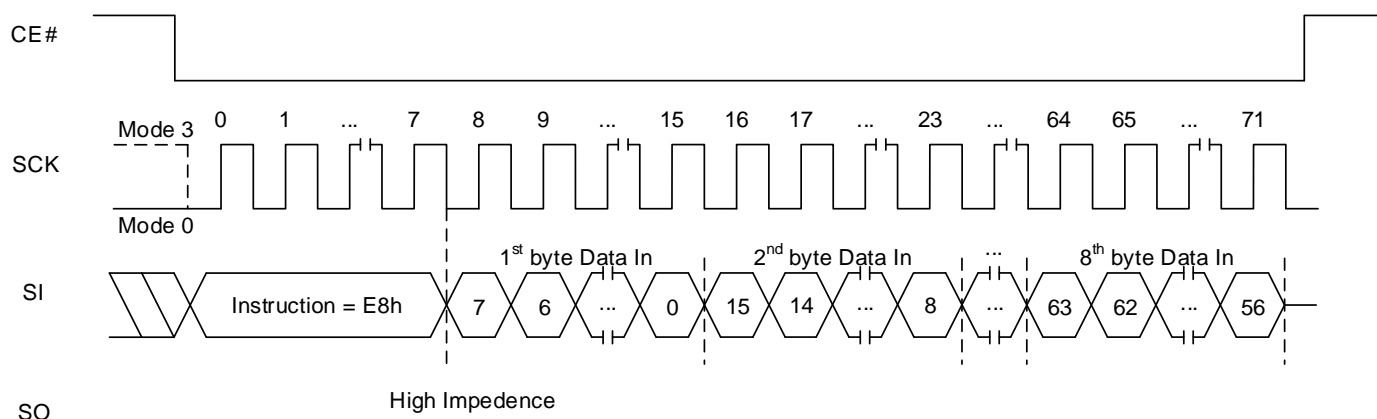 CE#
0 1 ... 7 8 9 ... 15 16 17 ... 23 ... 64 65 ... 71
Mode 3
SCK
Mode 0
1st byte Data In 2nd byte Data In ... 8th byte Data In
SI Instruction = E8h 7 6 ... 0 15 14 ... 8 ... 63 62 ... 56
High Impedence
SO